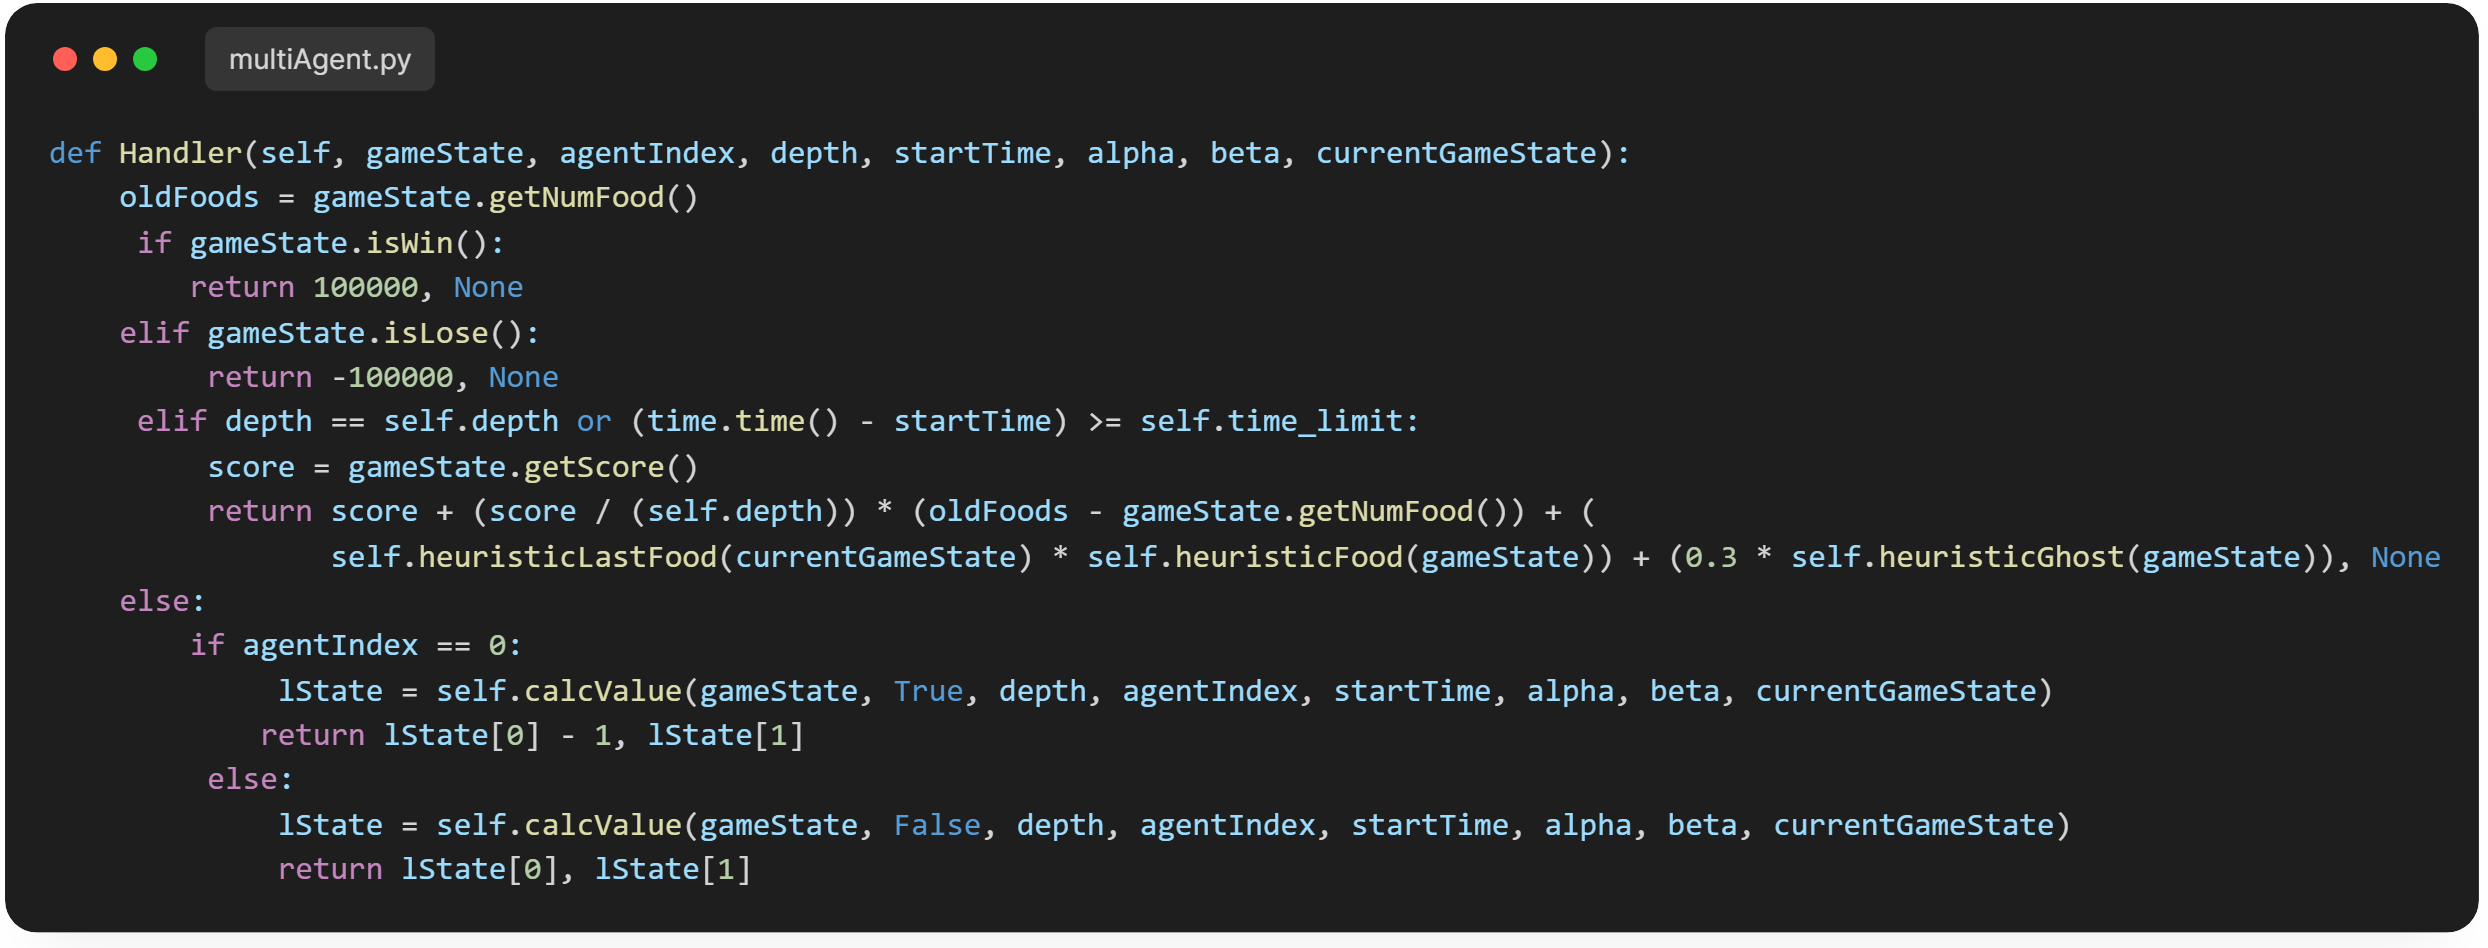 multiAgent.py
def Handler(self, gameState, agentIndex, depth, startTime, alpha, beta, currentGameState):
    oldFoods = gameState.getNumFood()
     if gameState.isWin():
        return 100000, None
    elif gameState.isLose():
         return -100000, None
     elif depth == self.depth or (time.time() - startTime) >= self.time_limit:
         score = gameState.getScore()
         return score + (score / (self.depth)) * (oldFoods - gameState.getNumFood()) + (
                self.heuristicLastFood(currentGameState) * self.heuristicFood(gameState)) + (0.3 * self.heuristicGhost(gameState)), None
    else:
        if agentIndex == 0:
             lState = self.calcValue(gameState, True, depth, agentIndex, startTime, alpha, beta, currentGameState)
            return lState[0] - 1, lState[1]
         else:
             lState = self.calcValue(gameState, False, depth, agentIndex, startTime, alpha, beta, currentGameState)
             return lState[0], lState[1]